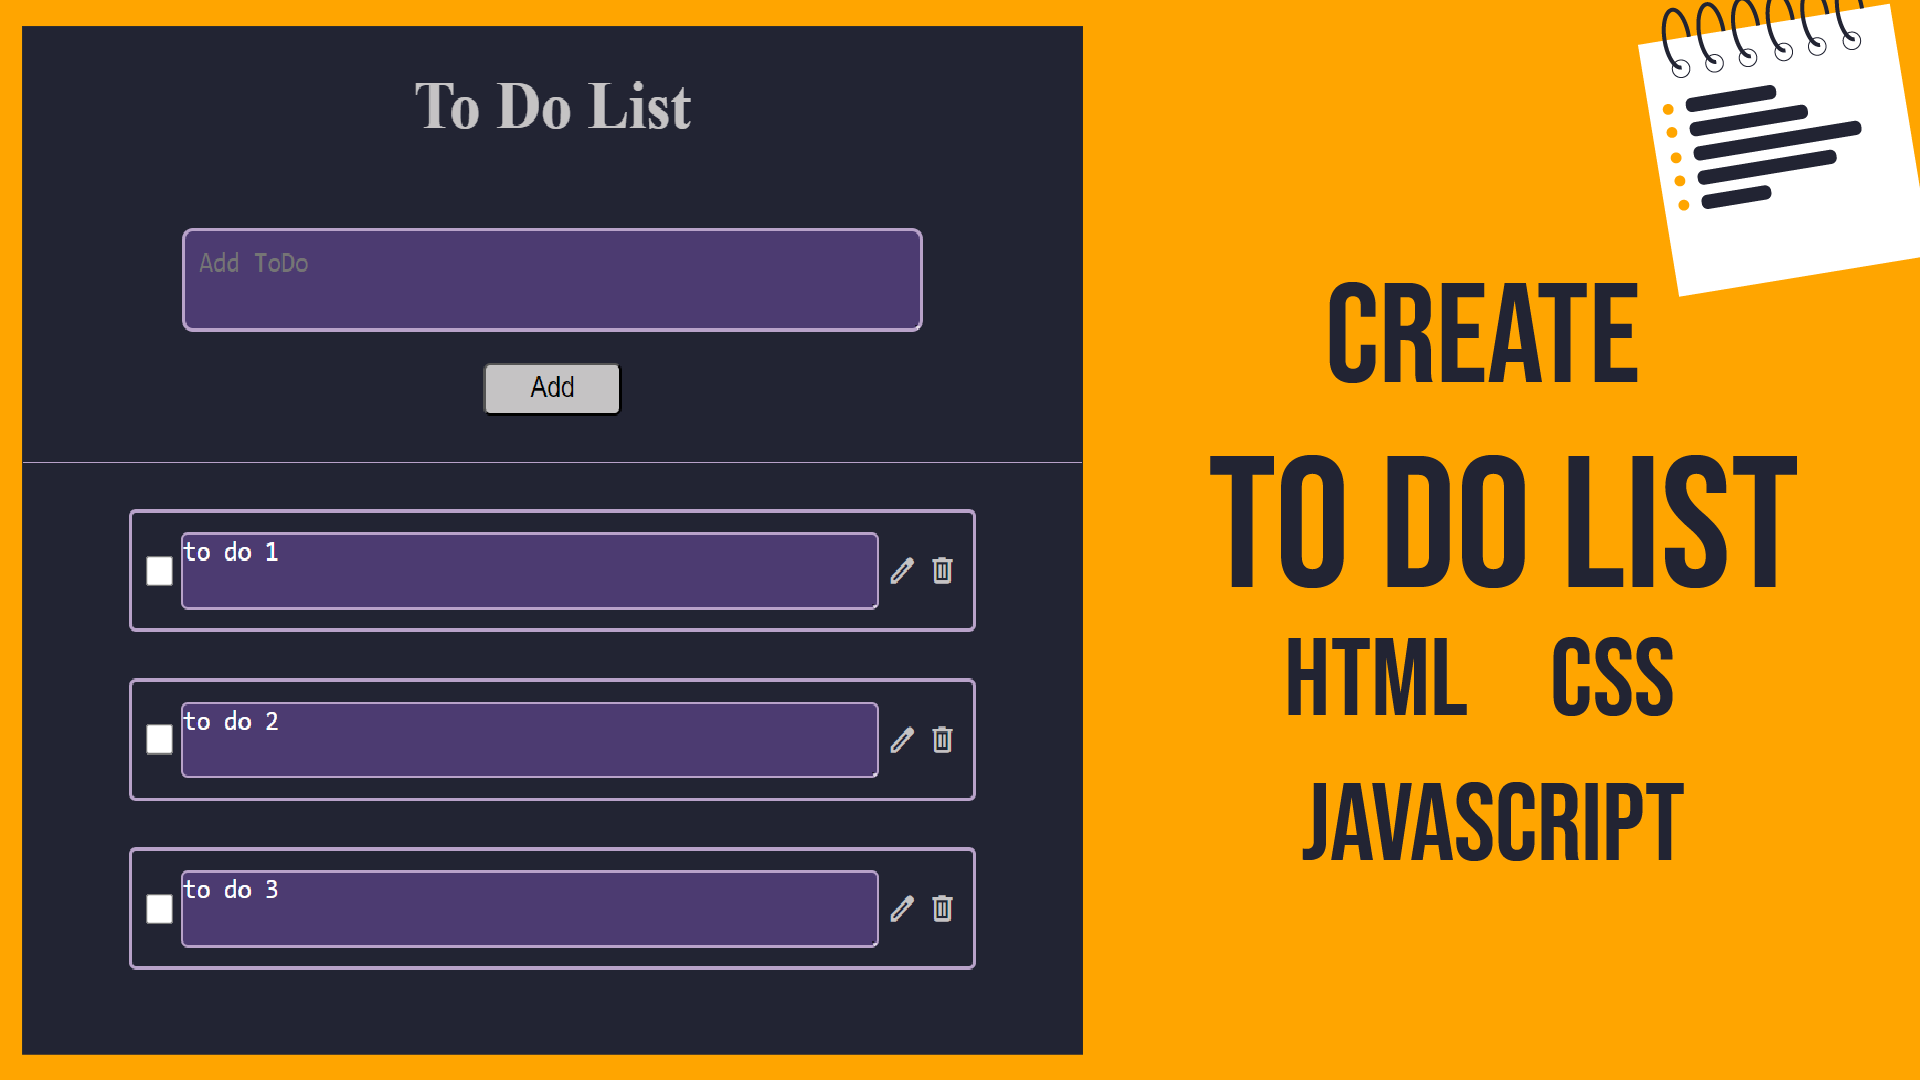 To Do List
Add ToDo
Add
to do 1
to do 2
to do 3
CREATE
TO DO LIST
HTML CSS
JAVASCRIPT